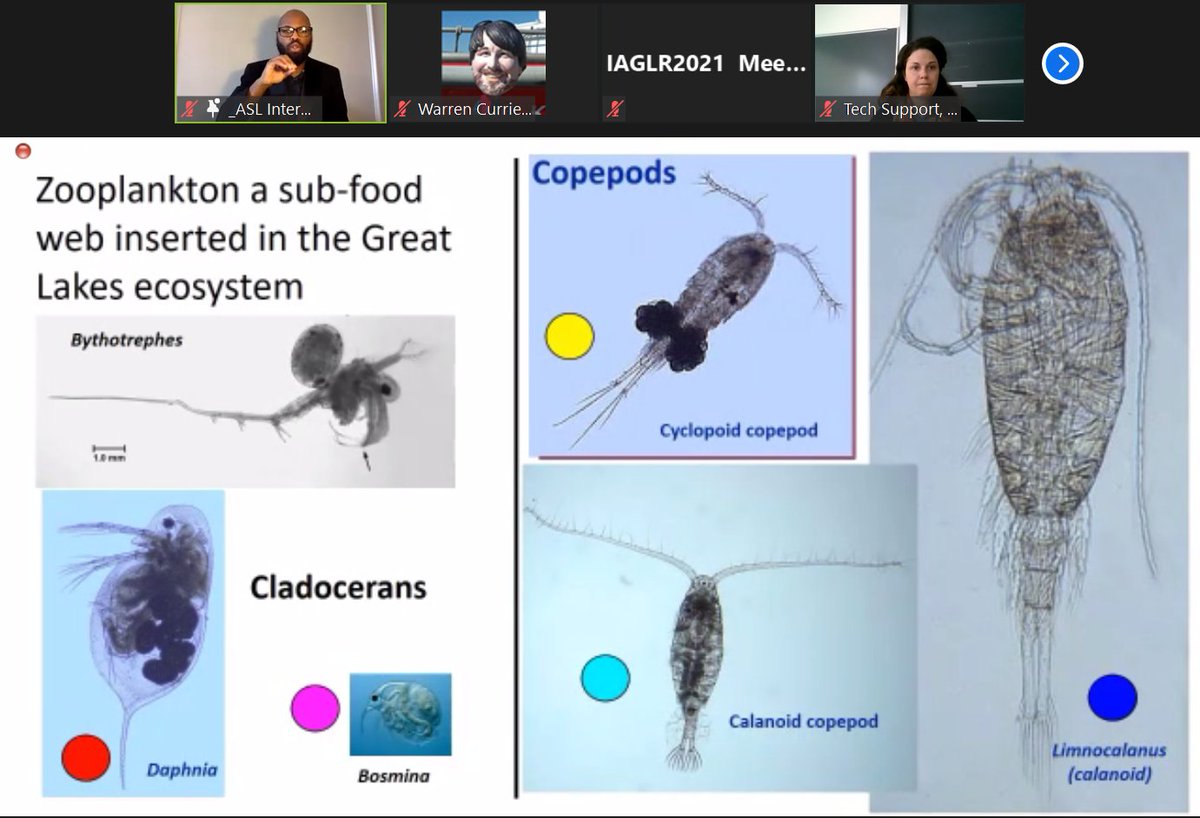 _ASL Inter...
Warren Currie...
IAGLR2021 Mee...
Tech Support, ...
Zooplankton a sub-food
web inserted in the Great
Lakes ecosystem
Bythotrephes
1.0 mm
Cladocerans
Daphnia
Bosmina
Copepods
Cyclopoid copepod
Calanoid copepod
Limnocalanus
(calanoid)